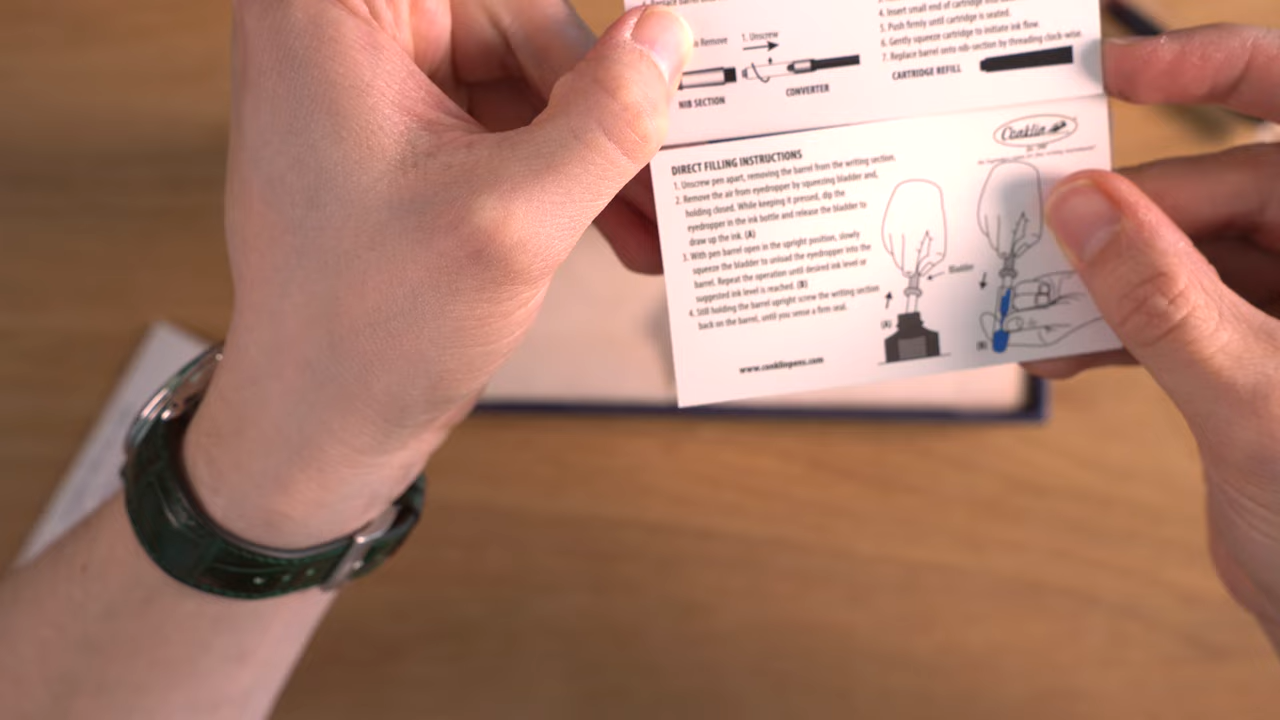 4. Insert small end of cartridge into
5. Push firmly until cartridge is seated.
6. Gently squeeze cartridge to initiate ink flow.
7. Replace barrel onto nib-section by threading clock-wise.
o Remove
1. Unscrew
NIB SECTION
CONVERTER
CARTRIDGE REFILL
Conklin
DIRECT FILLING INSTRUCTIONS
1. Unscrew pen apart, removing the barrel from the writing section.
2. Remove the air from eyedropper by squeezing bladder and,
holding closed. While keeping it pressed, dip the
eyedropper in the ink bottle and release the bladder to
draw up the ink. (A)
3. With pen barrel open in the upright position, slowly
squeeze the bladder to unload the eyedropper into the
barrel. Repeat the operation until desired ink level or
suggested ink level is reached. (B)
4. Still holding the barrel upright screw the writing section
back on the barrel, until you sense a firm seal.
Bladder
(A)
(B)
www.conklinpens.com